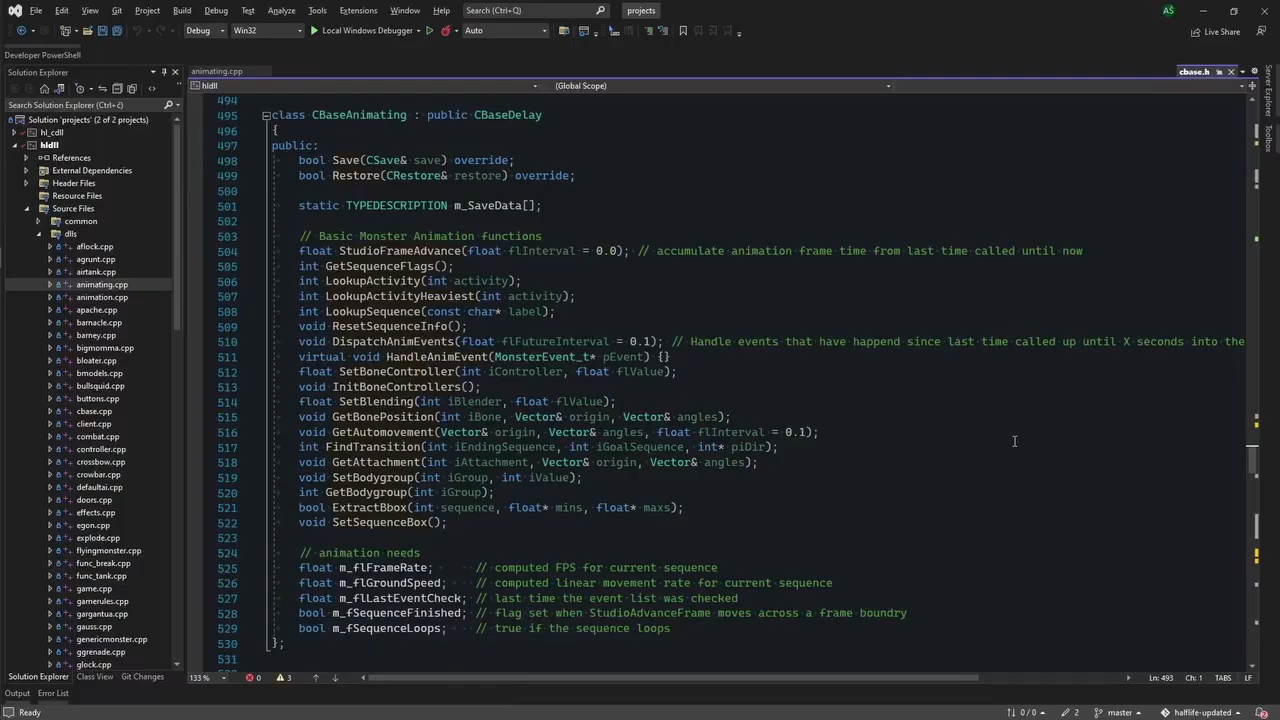 File Edit View Git Project Build Debug Test Analyze Tools Extensions Window Help Search (Ctrl+Q) projects AŠ
Debug Win32 Local Windows Debugger Auto Live Share
Developer PowerShell
Solution Explorer
Search Solution Explorer (Ctrl+č)
Solution 'projects' (2 of 2 projects)
hl_cdll
hldll
References
External Dependencies
Header Files
Resource Files
Source Files
common
dlls
aflock.cpp
agrunt.cpp
airtank.cpp
animating.cpp
animation.cpp
apache.cpp
barnacle.cpp
barney.cpp
bigmomma.cpp
bloater.cpp
bmodels.cpp
bullsquid.cpp
buttons.cpp
cbase.cpp
client.cpp
combat.cpp
controller.cpp
crossbow.cpp
crowbar.cpp
defaultai.cpp
doors.cpp
effects.cpp
egon.cpp
explode.cpp
flyingmonster.cpp
func_break.cpp
func_tank.cpp
game.cpp
gamerules.cpp
gargantua.cpp
gauss.cpp
genericmonster.cpp
ggrenade.cpp
glock.cpp
Solution Explorer Class View Git Changes
animating.cpp cbase.h
hldll (Global Scope)
494
495 class CBaseAnimating : public CBaseDelay
496 {
497 public:
498 bool Save(CSave& save) override;
499 bool Restore(CRestore& restore) override;
500
501 static TYPEDESCRIPTION m_SaveData[];
502
503 // Basic Monster Animation functions
504 float StudioFrameAdvance(float flInterval = 0.0); // accumulate animation frame time from last time called until now
505 int GetSequenceFlags();
506 int LookupActivity(int activity);
507 int LookupActivityHeaviest(int activity);
508 int LookupSequence(const char* label);
509 void ResetSequenceInfo();
510 void DispatchAnimEvents(float flFutureInterval = 0.1); // Handle events that have happend since last time called up until X seconds into the
511 virtual void HandleAnimEvent(MonsterEvent_t* pEvent) {}
512 float SetBoneController(int iController, float flValue);
513 void InitBoneControllers();
514 float SetBlending(int iBlender, float flValue);
515 void GetBonePosition(int iBone, Vector& origin, Vector& angles);
516 void GetAutomovement(Vector& origin, Vector& angles, float flInterval = 0.1);
517 int FindTransition(int iEndingSequence, int iGoalSequence, int* piDir);
518 void GetAttachment(int iAttachment, Vector& origin, Vector& angles);
519 void SetBodygroup(int iGroup, int iValue);
520 int GetBodygroup(int iGroup);
521 bool ExtractBbox(int sequence, float* mins, float* maxs);
522 void SetSequenceBox();
523
524 // animation needs
525 float m_flFrameRate; // computed FPS for current sequence
526 float m_flGroundSpeed; // computed linear movement rate for current sequence
527 float m_flLastEventCheck; // last time the event list was checked
528 bool m_fSequenceFinished; // flag set when StudioAdvanceFrame moves across a frame boundry
529 bool m_fSequenceLoops; // true if the sequence loops
530 };
531
133 % 0 3 Ln: 493 Ch: 1 TABS LF
Server Explorer
Toolbox
Output Error List
Ready 0 / 0 2 master halflife-updated 2